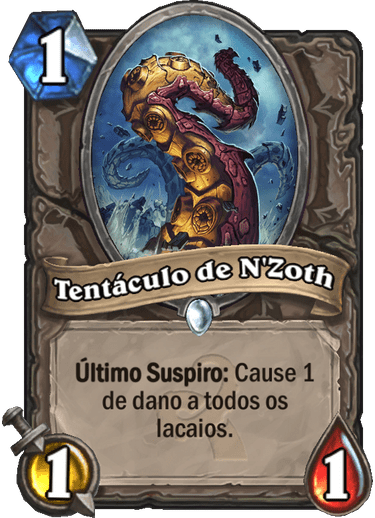 1
Tentáculo de N'Zoth
Último Suspiro: Cause 1
de dano a todos os
lacaios.
1
1